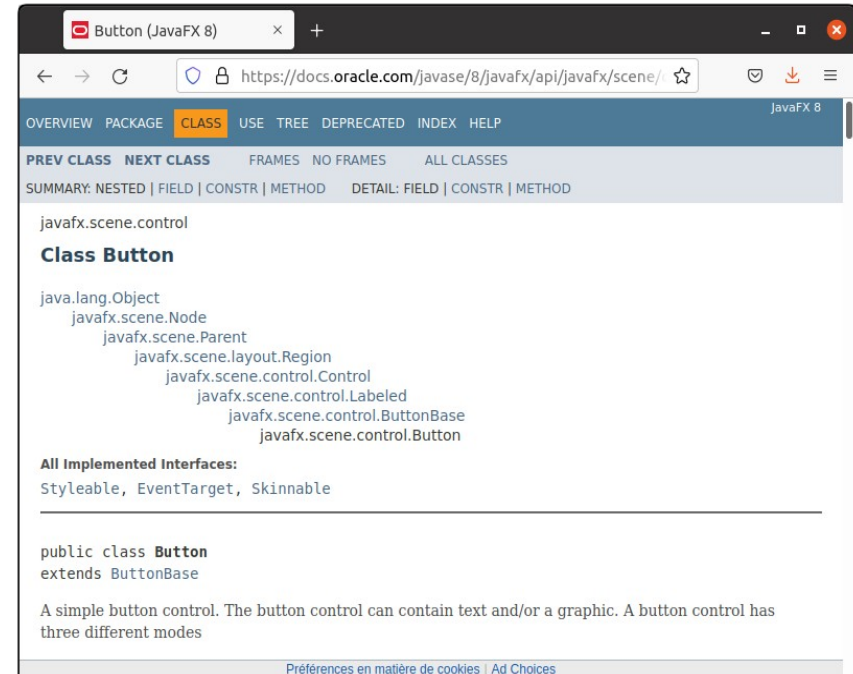 Button (JavaFX 8)
https://docs.oracle.com/javase/8/javafx/api/javafx/scene/
JavaFX 8
OVERVIEW PACKAGE CLASS USE TREE DEPRECATED INDEX HELP
PREV CLASS NEXT CLASS FRAMES NO FRAMES ALL CLASSES
SUMMARY: NESTED | FIELD | CONSTR | METHOD DETAIL: FIELD | CONSTR | METHOD
javafx.scene.control
Class Button
java.lang.Object
javafx.scene.Node
javafx.scene.Parent
javafx.scene.layout.Region
javafx.scene.control.Control
javafx.scene.control.Labeled
javafx.scene.control.ButtonBase
javafx.scene.control.Button
All Implemented Interfaces:
Styleable, EventTarget, Skinnable
public class Button
extends ButtonBase
A simple button control. The button control can contain text and/or a graphic. A button control has
three different modes
Préférences en matière de cookies | Ad Choices